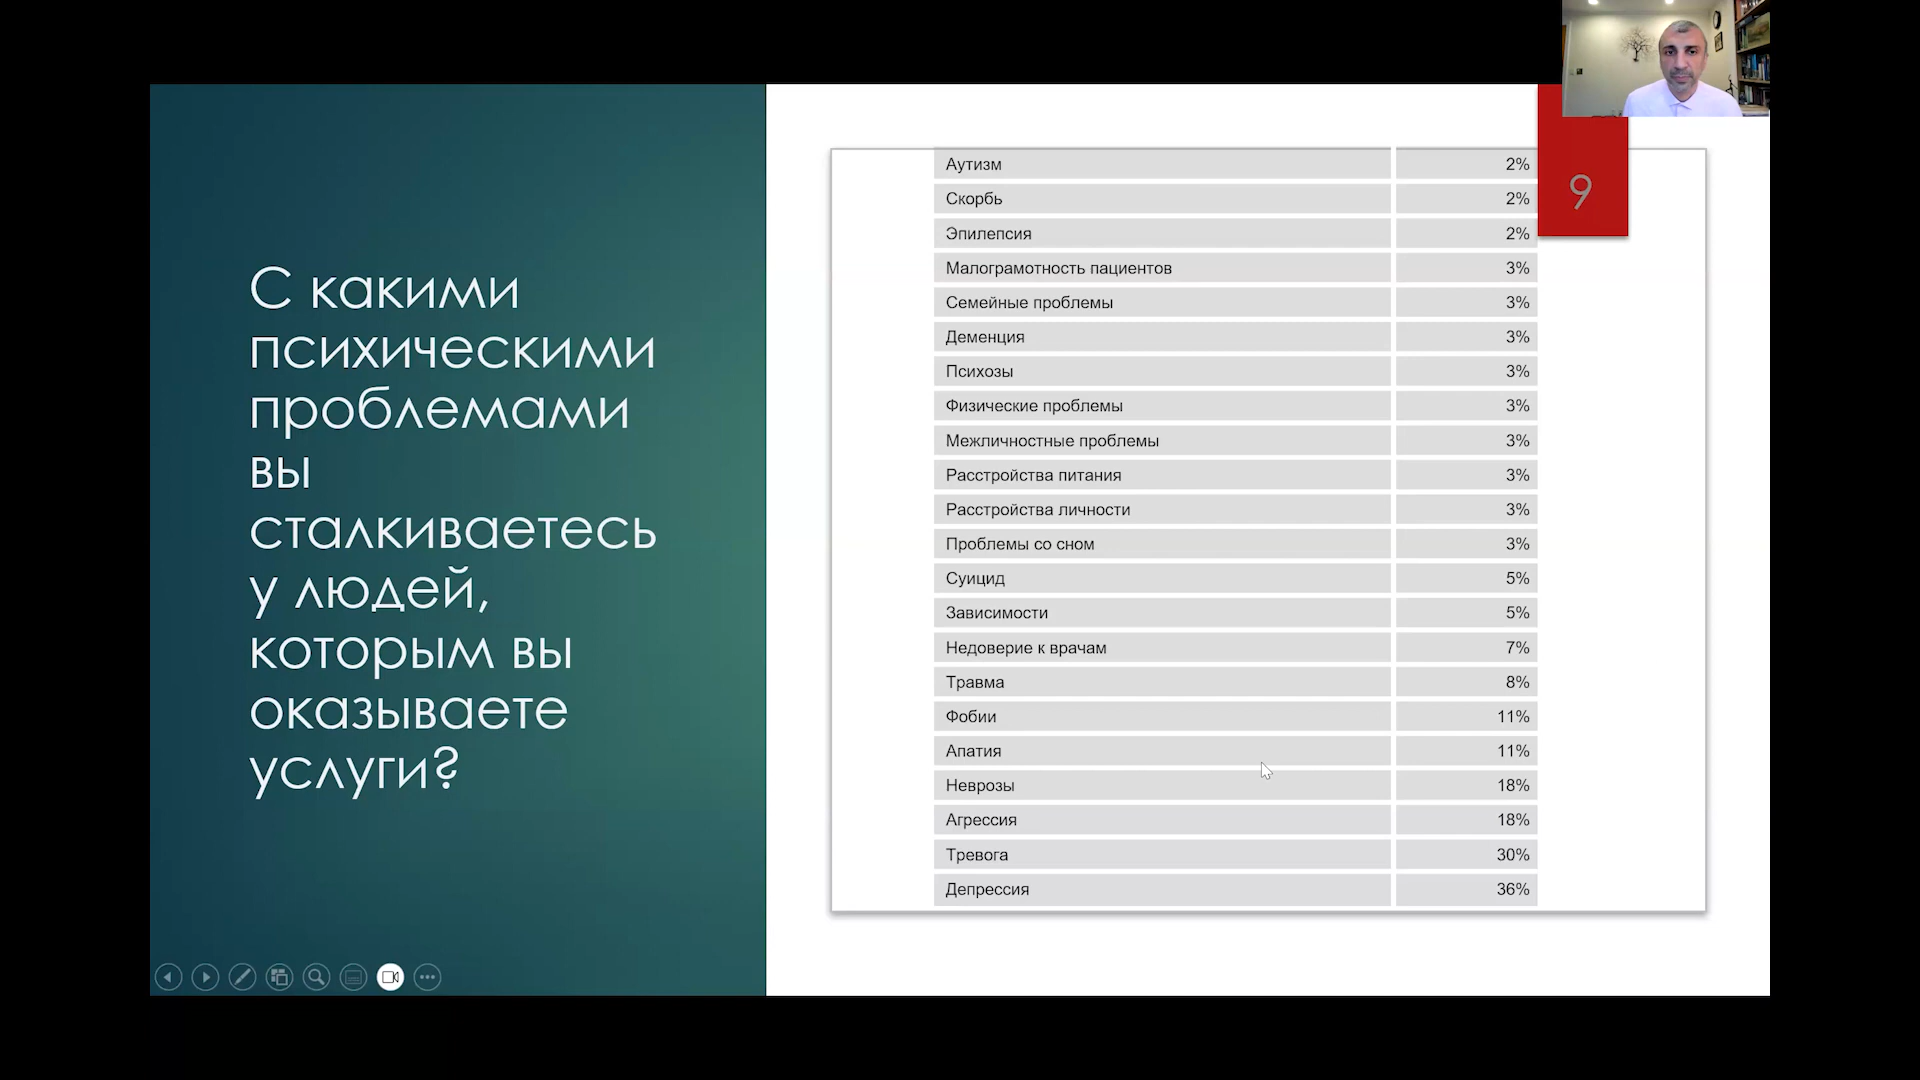 С какими
психическими
проблемами
вы
сталкиваетесь
у людей,
которым вы
оказываете
услуги?
9
Аутизм 2%
Скорбь 2%
Эпилепсия 2%
Малограмотность пациентов 3%
Семейные проблемы 3%
Деменция 3%
Психозы 3%
Физические проблемы 3%
Межличностные проблемы 3%
Расстройства питания 3%
Расстройства личности 3%
Проблемы со сном 3%
Суицид 5%
Зависимости 5%
Недоверие к врачам 7%
Травма 8%
Фобии 11%
Апатия 11%
Неврозы 18%
Агрессия 18%
Тревога 30%
Депрессия 36%